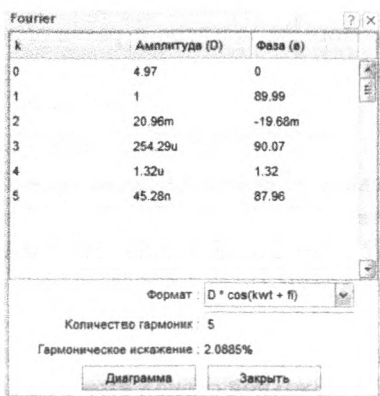 Fourier
k Амплитуда (D) Фаза (ø)
0 4.97 0
1 1 89.99
2 20.96m -19.68m
3 254.29u 90.07
4 1.32u 1.32
5 45.28n 87.96
Формат : D * cos(kwt + fi)
Количество гармоник : 5
Гармоническое искажение : 2.0885%
Диаграмма Закрыть